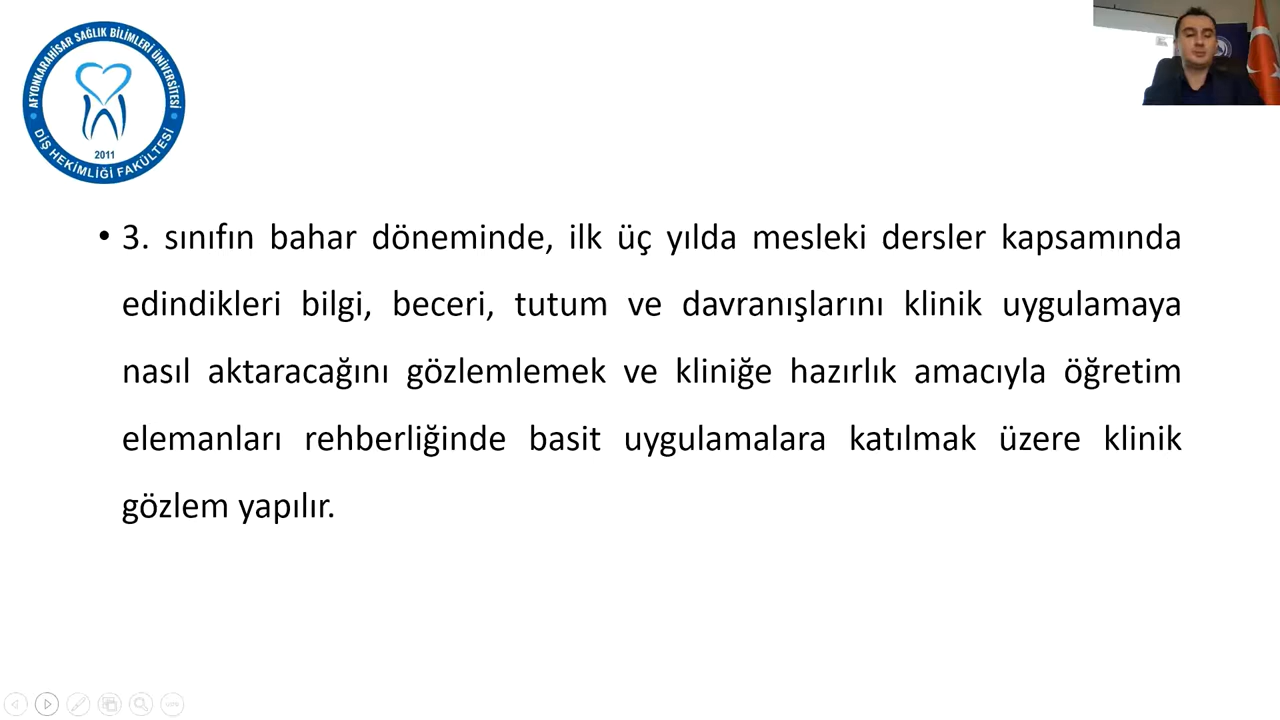 AFYONKARAHİSAR SAĞLIK BİLİMLERİ ÜNİVERSİTESİ
2011
DİŞ HEKİMLİĞİ FAKÜLTESİ
• 3. sınıfın bahar döneminde, ilk üç yılda mesleki dersler kapsamında
edindikleri bilgi, beceri, tutum ve davranışlarını klinik uygulamaya
nasıl aktaracağını gözlemlemek ve kliniğe hazırlık amacıyla öğretim
elemanları rehberliğinde basit uygulamalara katılmak üzere klinik
gözlem yapılır.